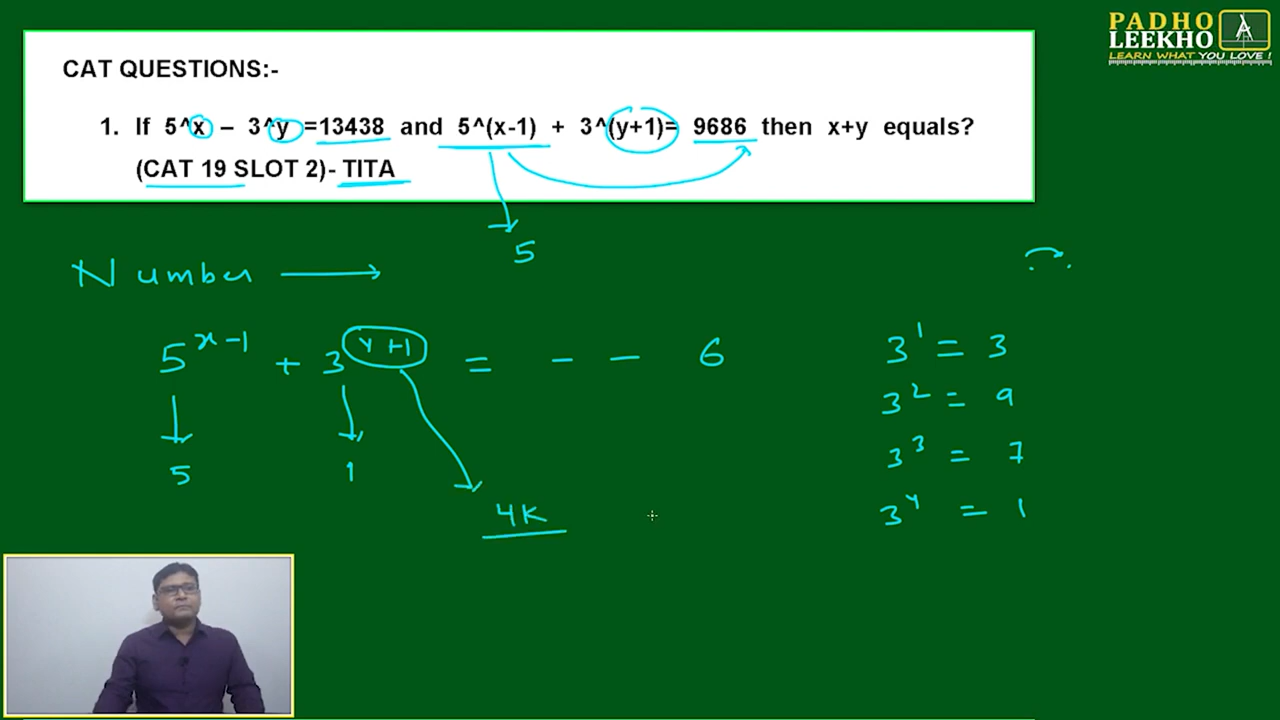 PADHO
LEEKHO
LEARN WHAT YOU LOVE !
CAT QUESTIONS:-
1. If 5^x – 3^y =13438 and 5^(x-1) + 3^(y+1)= 9686 then x+y equals?
(CAT 19 SLOT 2)- TITA
5
Number →
5^x-1 + 3^y+1 = - - 6
5 1
4K
3^1 = 3
3^2 = 9
3^3 = 7
3^4 = 1